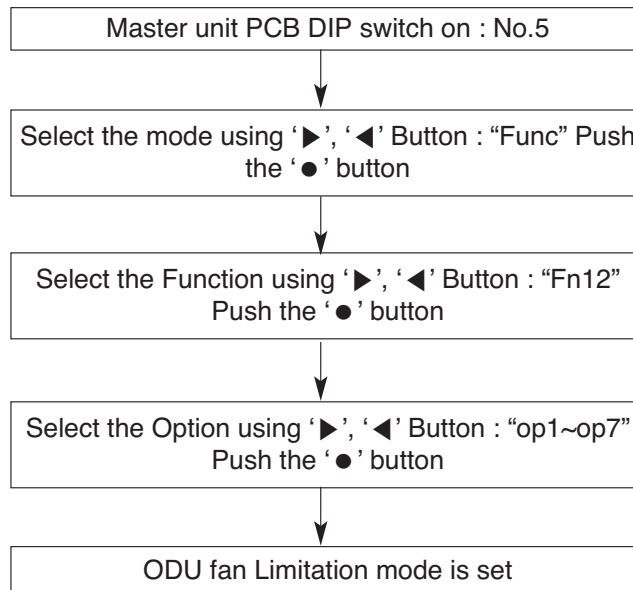 Master unit PCB DIP switch on : No.5
Select the mode using ‘▶’, ‘◀’ Button : “Func” Push
the ‘●’ button
Select the Function using ‘▶’, ‘◀’ Button : “Fn12”
Push the ‘●’ button
Select the Option using ‘▶’, ‘◀’ Button : “op1~op7”
Push the ‘●’ button
ODU fan Limitation mode is set